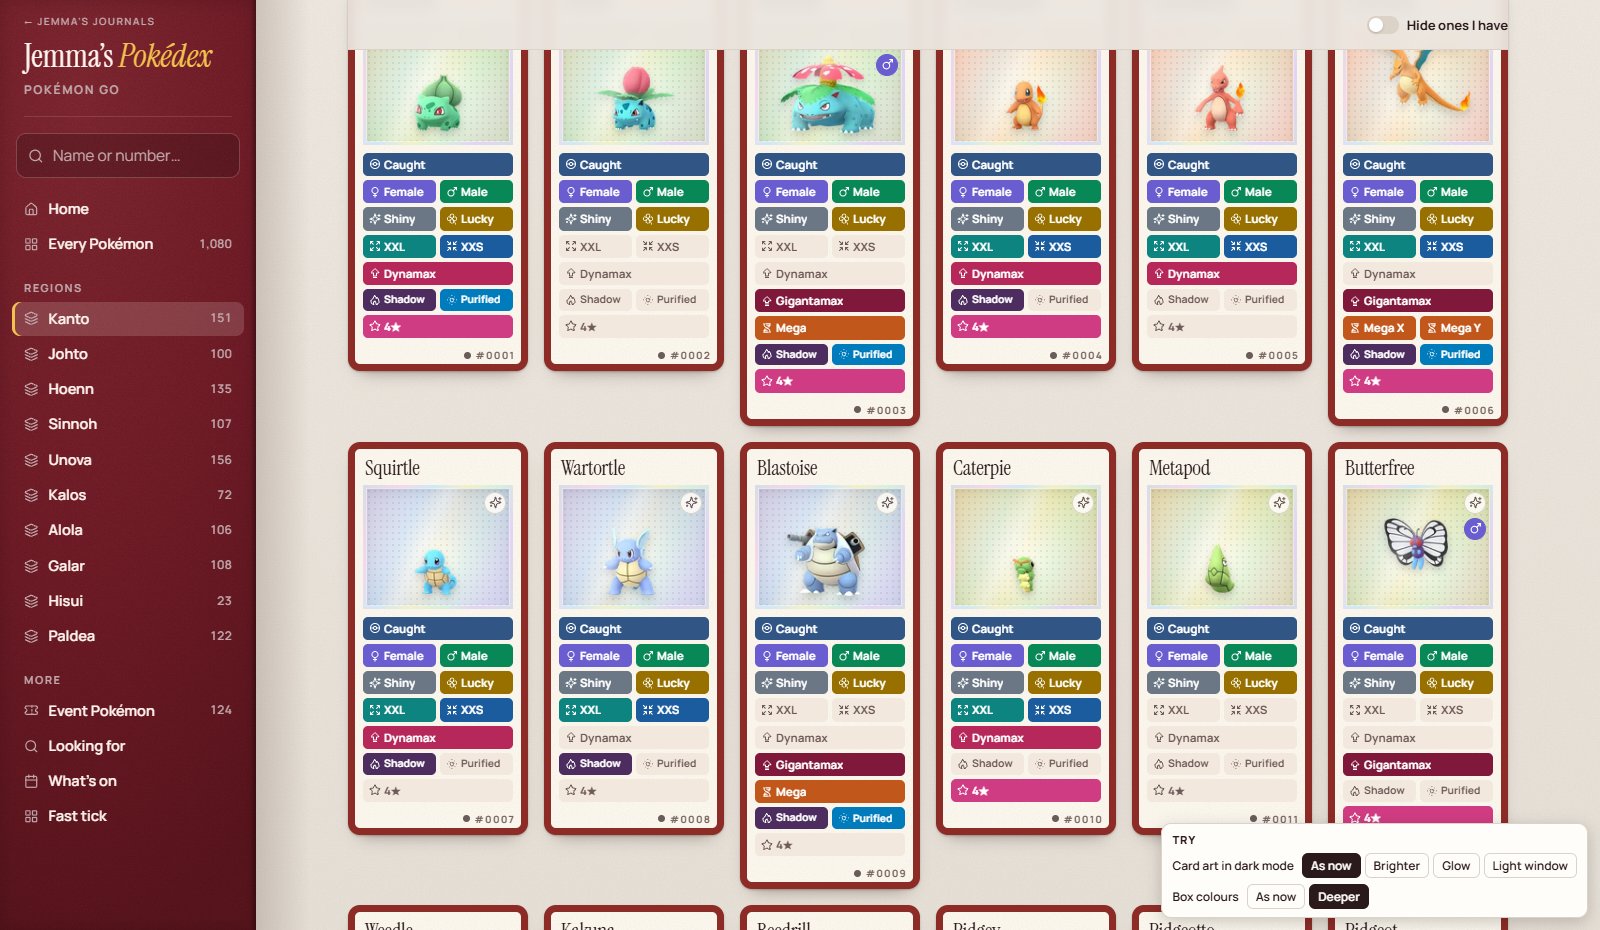 ← JEMMA'S JOURNALS
Jemma's Pokédex
POKÉMON GO
Name or number...
Home
Every Pokémon 1,080
REGIONS
Kanto 151
Johto 100
Hoenn 135
Sinnoh 107
Unova 156
Kalos 72
Alola 106
Galar 108
Hisui 23
Paldea 122
MORE
Event Pokémon 124
Looking for
What's on
Fast tick
Hide ones I have
Caught
Female Male
Shiny Lucky
XXL XXS
Dynamax
Shadow Purified
4★
#0001
Caught
Female Male
Shiny Lucky
XXL XXS
Dynamax
Shadow Purified
4★
#0002
Caught
Female Male
Shiny Lucky
XXL XXS
Dynamax
Gigantamax
Mega
Shadow Purified
4★
#0003
Caught
Female Male
Shiny Lucky
XXL XXS
Dynamax
Shadow Purified
4★
#0004
Caught
Female Male
Shiny Lucky
XXL XXS
Dynamax
Shadow Purified
4★
#0005
Caught
Female Male
Shiny Lucky
XXL XXS
Dynamax
Gigantamax
Mega X Mega Y
Shadow Purified
4★
#0006
Squirtle
Caught
Female Male
Shiny Lucky
XXL XXS
Dynamax
Shadow Purified
4★
#0007
Wartortle
Caught
Female Male
Shiny Lucky
XXL XXS
Dynamax
Shadow Purified
4★
#0008
Blastoise
Caught
Female Male
Shiny Lucky
XXL XXS
Dynamax
Gigantamax
Mega
Shadow Purified
4★
#0009
Caterpie
Caught
Female Male
Shiny Lucky
XXL XXS
Dynamax
Shadow Purified
4★
#0010
Metapod
Caught
Female Male
Shiny Lucky
XXL XXS
Dynamax
Shadow Purified
4★
#0011
Butterfree
Caught
Female Male
Shiny Lucky
XXL XXS
Dynamax
Gigantamax
Shadow Purified
4★
Weedle
Kakuna
Beedrill
Pidgey
Pidgeotto
Pidgeot
TRY
Card art in dark mode As now Brighter Glow Light window
Box colours As now Deeper